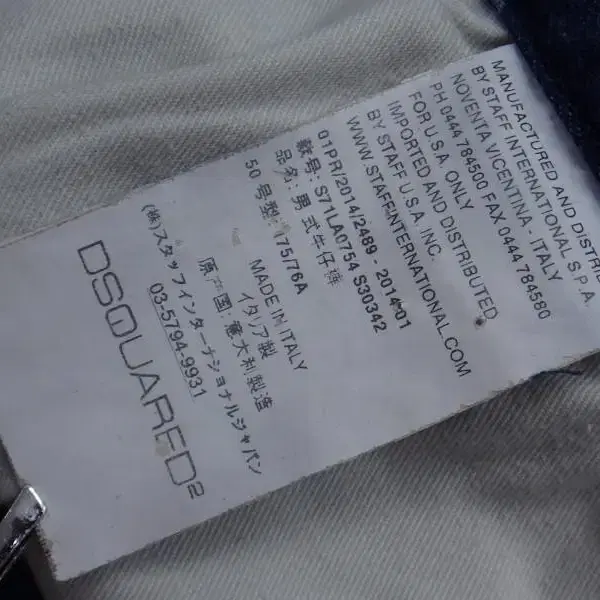 MANUFACTURED AND DISTRI
BY STAFF INTERNATIONAL S.P.A.
NOVENTA VICENTINA - ITALY
PH 0444 784500 FAX 0444 784580
FOR U.S.A. ONLY
IMPORTED AND DISTRIBUTED
BY STAFF U.S.A. INC.
WWW.STAFFINTERNATIONAL.COM
01PR/2014/2489 - 2014-01
款号: S71LA0754 S30342
品名: 男式牛仔裤
50 号型: 175/76A
MADE IN ITALY
イタリア製
原产国: 意大利製造
(株)スタッフインターナショナルジャパン
03-5794-9931
DSQUARED2